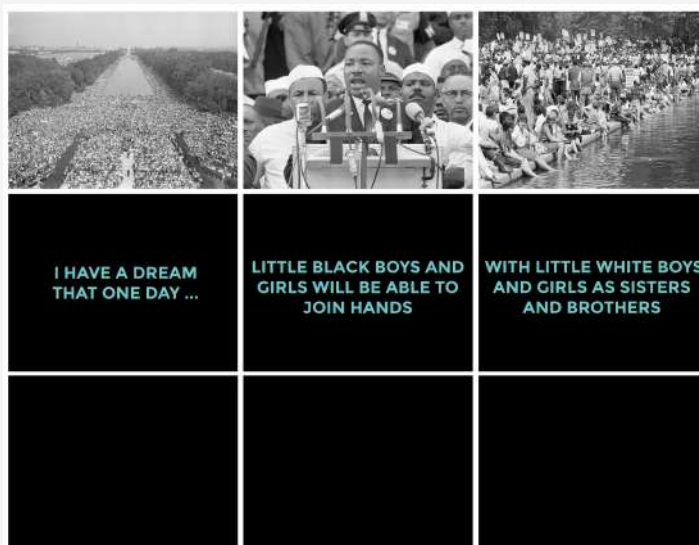 I HAVE A DREAM
THAT ONE DAY ...
LITTLE BLACK BOYS AND
GIRLS WILL BE ABLE TO
JOIN HANDS
WITH LITTLE WHITE BOYS
AND GIRLS AS SISTERS
AND BROTHERS